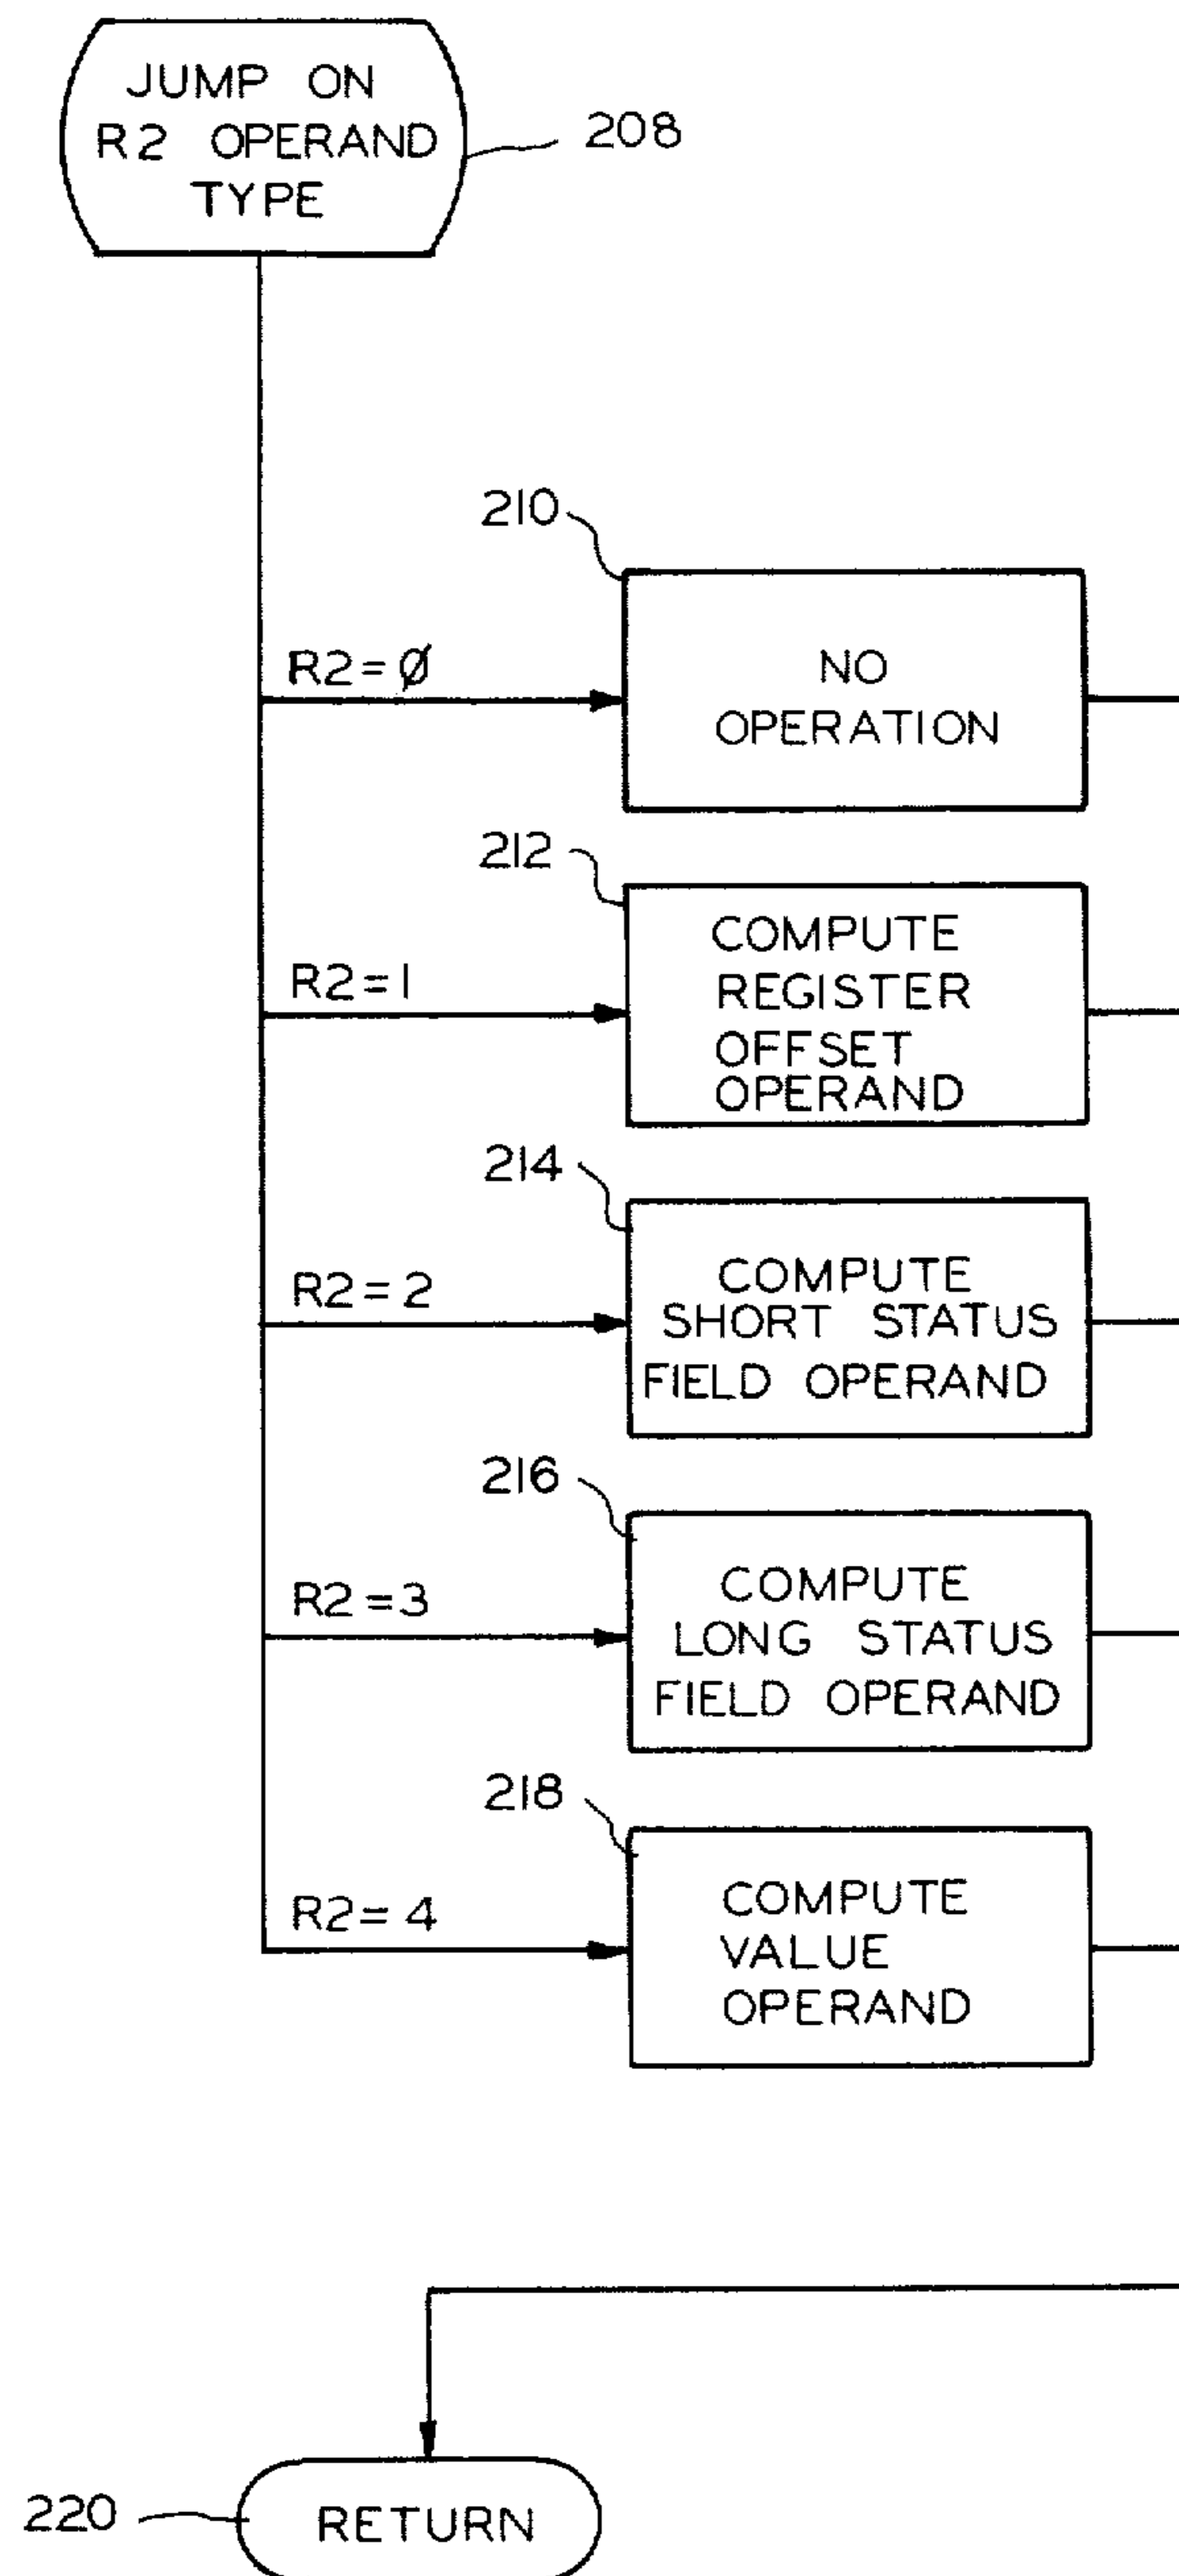 JUMP ON
R2 OPERAND
TYPE
208
210
R2=Ø
NO
OPERATION
212
R2=1
COMPUTE
REGISTER
OFFSET
OPERAND
214
R2=2
COMPUTE
SHORT STATUS
FIELD OPERAND
216
R2=3
COMPUTE
LONG STATUS
FIELD OPERAND
218
R2=4
COMPUTE
VALUE
OPERAND
220
RETURN